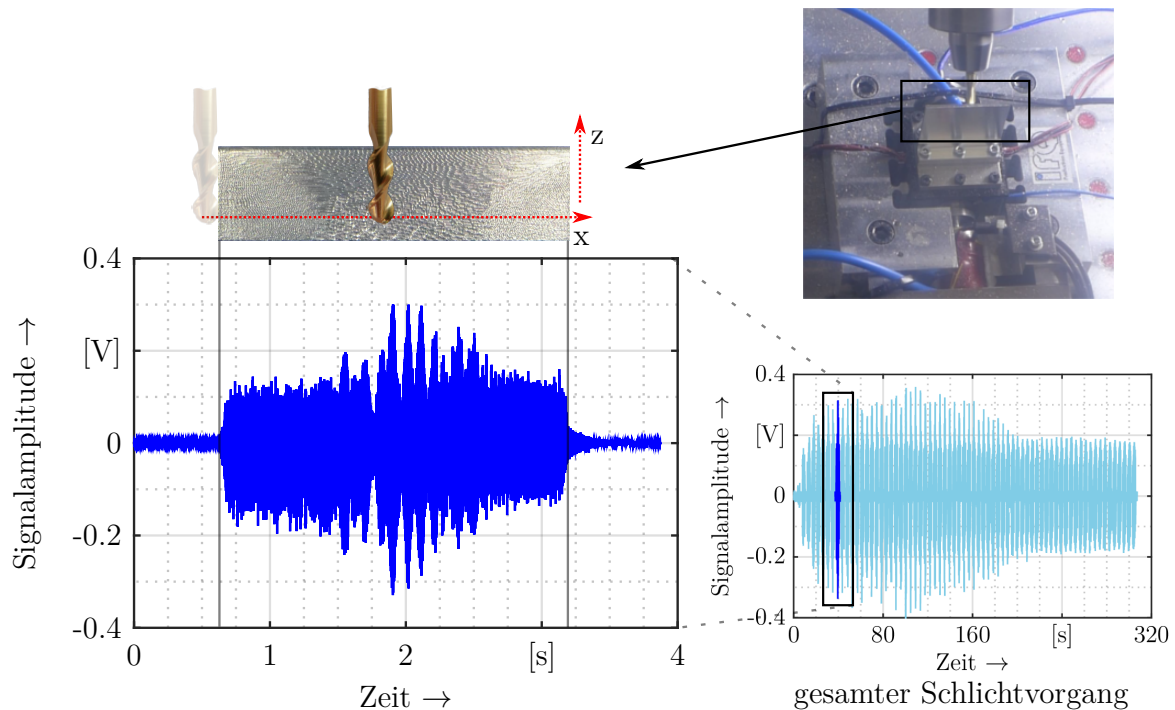 z
x
ifs
0.4
[V]
0
-0.2
-0.4
Signalamplitude →
0
1
2
[s]
4
Zeit →
0.4
[V]
0
-0.2
-0.4
Signalamplitude →
0
80
160
[s]
320
Zeit →
gesamter Schlichtvorgang